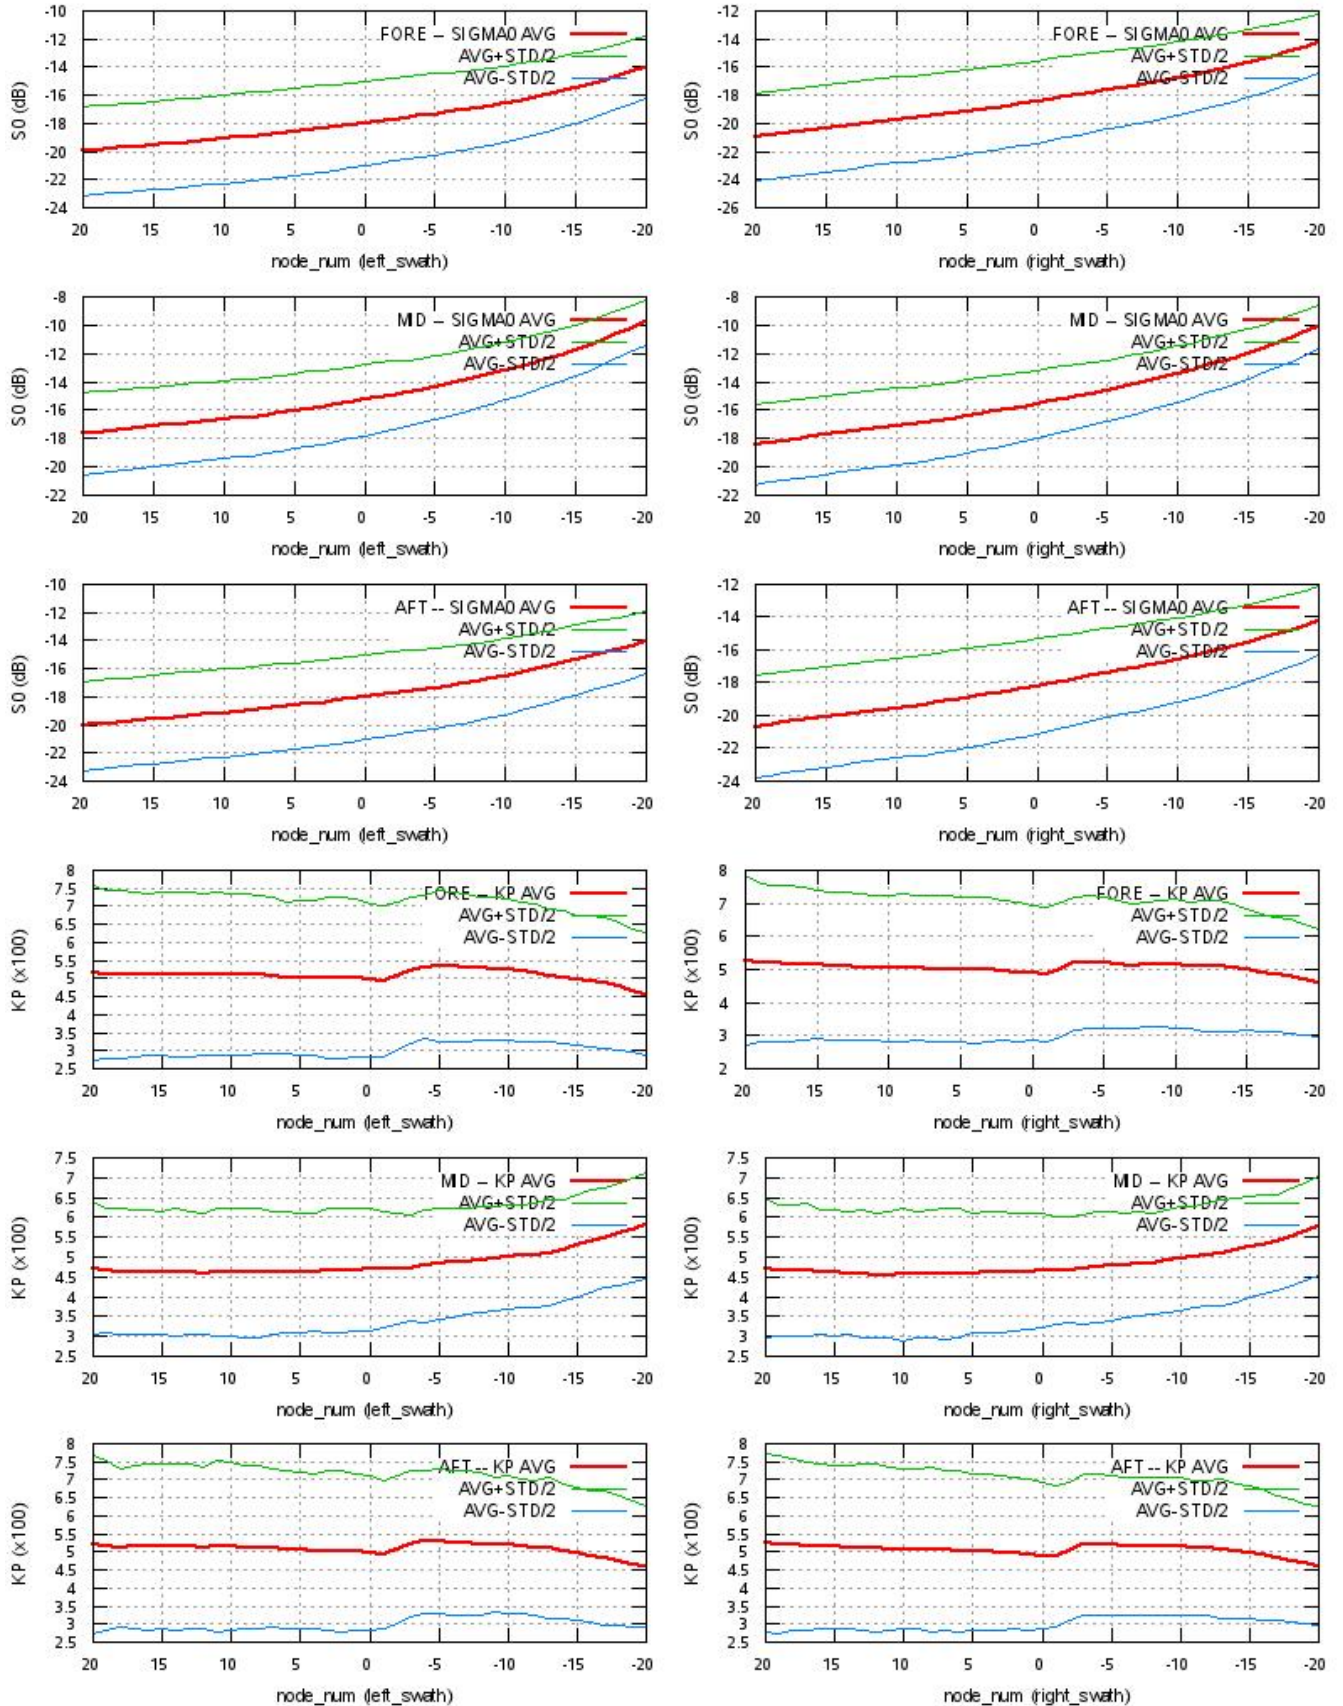 -10
-12
-14
-16
-18
-20
-22
-24
S0 (dB)
FORE -- SIGMA0 AVG
AVG+STD/2
AVG-STD/2
20 15 10 5 0 -5 -10 -15 -20
node_num (left_swath)
-12
-14
-16
-18
-20
-22
-24
-26
S0 (dB)
FORE -- SIGMA0 AVG
AVG+STD/2
AVG-STD/2
20 15 10 5 0 -5 -10 -15 -20
node_num (right_swath)
-8
-10
-12
-14
-16
-18
-20
-22
S0 (dB)
MID -- SIGMA0 AVG
AVG+STD/2
AVG-STD/2
20 15 10 5 0 -5 -10 -15 -20
node_num (left_swath)
-8
-10
-12
-14
-16
-18
-20
-22
S0 (dB)
MID -- SIGMA0 AVG
AVG+STD/2
AVG-STD/2
20 15 10 5 0 -5 -10 -15 -20
node_num (right_swath)
-10
-12
-14
-16
-18
-20
-22
-24
S0 (dB)
AFT -- SIGMA0 AVG
AVG+STD/2
AVG-STD/2
20 15 10 5 0 -5 -10 -15 -20
node_num (left_swath)
-12
-14
-16
-18
-20
-22
-24
S0 (dB)
AFT -- SIGMA0 AVG
AVG+STD/2
AVG-STD/2
20 15 10 5 0 -5 -10 -15 -20
node_num (right_swath)
8
7.5
7
6.5
6
5.5
5
4.5
4
3.5
3
2.5
KP (x100)
FORE -- KP AVG
AVG+STD/2
AVG-STD/2
20 15 10 5 0 -5 -10 -15 -20
node_num (left_swath)
8
7
6
5
4
3
2
KP (x100)
FORE -- KP AVG
AVG+STD/2
AVG-STD/2
20 15 10 5 0 -5 -10 -15 -20
node_num (right_swath)
7.5
7
6.5
6
5.5
5
4.5
4
3.5
3
2.5
KP (x100)
MID -- KP AVG
AVG+STD/2
AVG-STD/2
20 15 10 5 0 -5 -10 -15 -20
node_num (left_swath)
7.5
7
6.5
6
5.5
5
4.5
4
3.5
3
2.5
KP (x100)
MID -- KP AVG
AVG+STD/2
AVG-STD/2
20 15 10 5 0 -5 -10 -15 -20
node_num (right_swath)
8
7.5
7
6.5
6
5.5
5
4.5
4
3.5
3
2.5
KP (x100)
AFT -- KP AVG
AVG+STD/2
AVG-STD/2
20 15 10 5 0 -5 -10 -15 -20
node_num (left_swath)
8
7.5
7
6.5
6
5.5
5
4.5
4
3.5
3
2.5
KP (x100)
AFT -- KP AVG
AVG+STD/2
AVG-STD/2
20 15 10 5 0 -5 -10 -15 -20
node_num (right_swath)